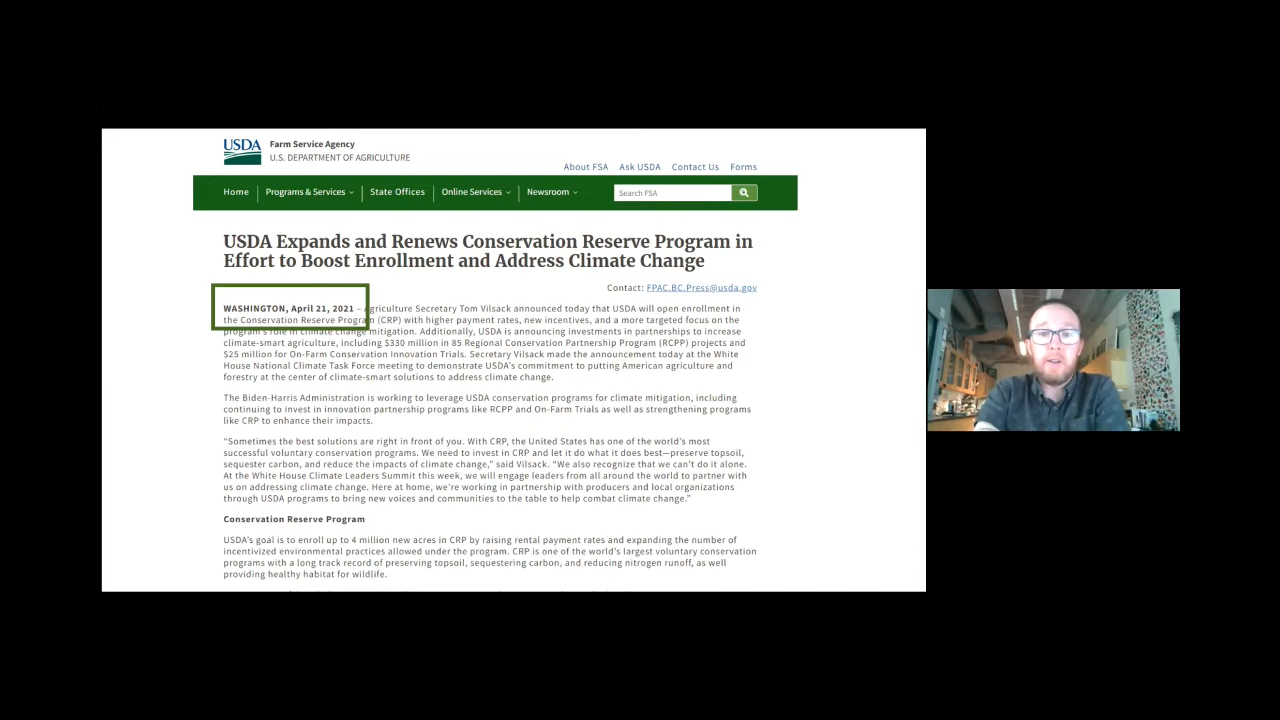 USDA
Farm Service Agency
U.S. DEPARTMENT OF AGRICULTURE
About FSA Ask USDA Contact Us Forms
Home Programs & Services State Offices Online Services Newsroom Search FSA
USDA Expands and Renews Conservation Reserve Program in
Effort to Boost Enrollment and Address Climate Change
Contact: FPAC.BC.Press@usda.gov
WASHINGTON, April 21, 2021 – Agriculture Secretary Tom Vilsack announced today that USDA will open enrollment in
the Conservation Reserve Program (CRP) with higher payment rates, new incentives, and a more targeted focus on the
program's role in climate change mitigation. Additionally, USDA is announcing investments in partnerships to increase
climate-smart agriculture, including $330 million in 85 Regional Conservation Partnership Program (RCPP) projects and
$25 million for On-Farm Conservation Innovation Trials. Secretary Vilsack made the announcement today at the White
House National Climate Task Force meeting to demonstrate USDA's commitment to putting American agriculture and
forestry at the center of climate-smart solutions to address climate change.
The Biden-Harris Administration is working to leverage USDA conservation programs for climate mitigation, including
continuing to invest in innovation partnership programs like RCPP and On-Farm Trials as well as strengthening programs
like CRP to enhance their impacts.
“Sometimes the best solutions are right in front of you. With CRP, the United States has one of the world's most
successful voluntary conservation programs. We need to invest in CRP and let it do what it does best—preserve topsoil,
sequester carbon, and reduce the impacts of climate change,” said Vilsack. “We also recognize that we can't do it alone.
At the White House Climate Leaders Summit this week, we will engage leaders from all around the world to partner with
us on addressing climate change. Here at home, we're working in partnership with producers and local organizations
through USDA programs to bring new voices and communities to the table to help combat climate change.”
Conservation Reserve Program
USDA's goal is to enroll up to 4 million new acres in CRP by raising rental payment rates and expanding the number of
incentivized environmental practices allowed under the program. CRP is one of the world's largest voluntary conservation
programs with a long track record of preserving topsoil, sequestering carbon, and reducing nitrogen runoff, as well
providing healthy habitat for wildlife.